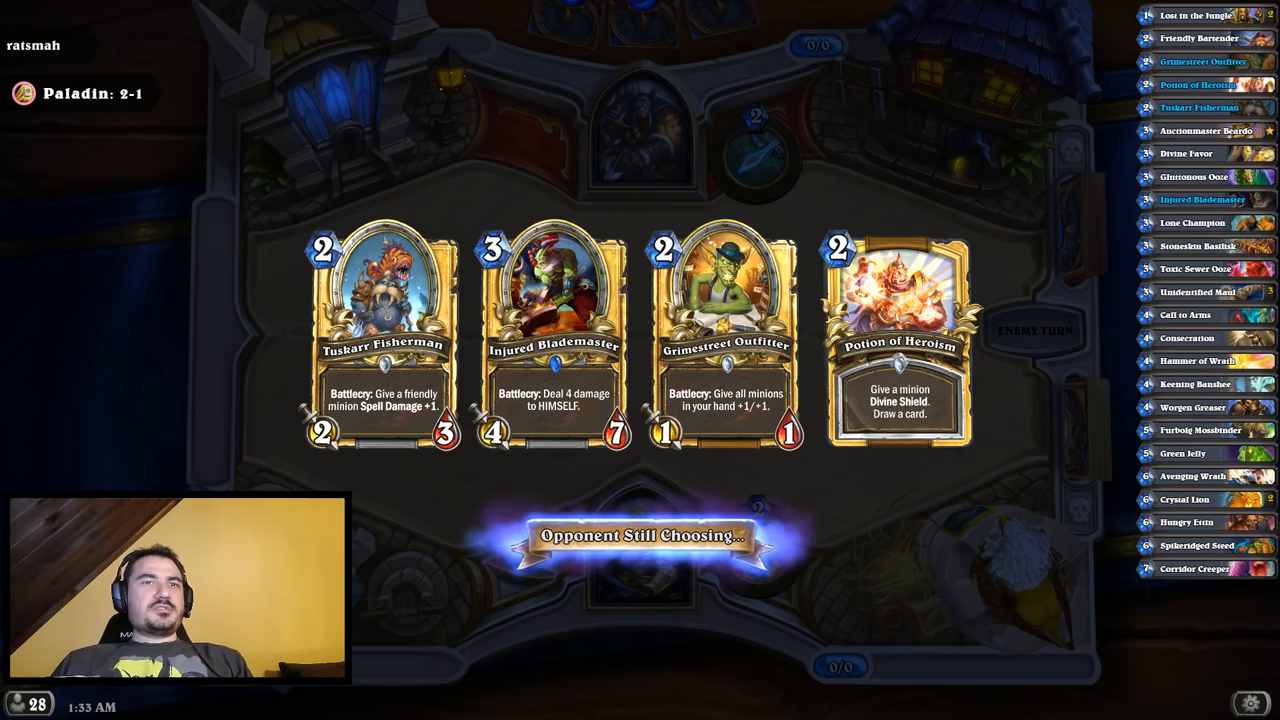 ratsmah
Paladin: 2-1
0/0
2
ENEMY TURN
2
Tuskarr Fisherman
Battlecry: Give a friendly
minion Spell Damage +1.
2
3
3
Injured Blademaster
Battlecry: Deal 4 damage
to HIMSELF.
4
7
2
Grimestreet Outfitter
Battlecry: Give all minions
in your hand +1/+1.
1
1
2
Potion of Heroism
Give a minion
Divine Shield.
Draw a card.
2
Opponent Still Choosing...
0/0
28
1:33 AM
1 Lost in the Jungle 2
2 Friendly Bartender
2 Grimestreet Outfitter
2 Potion of Heroism
2 Tuskarr Fisherman
3 Auctionmaster Beardo
3 Divine Favor
3 Gluttonous Ooze
3 Injured Blademaster
3 Lone Champion
3 Stoneskin Basilisk
3 Toxic Sewer Ooze
3 Unidentified Maul 3
4 Call to Arms
4 Consecration
4 Hammer of Wrath
4 Keening Banshee
4 Worgen Greaser
5 Furbolg Mossbinder
5 Green Jelly
6 Avenging Wrath
6 Crystal Lion 2
6 Hungry Ettin
6 Spikeridged Steed
7 Corridor Creeper